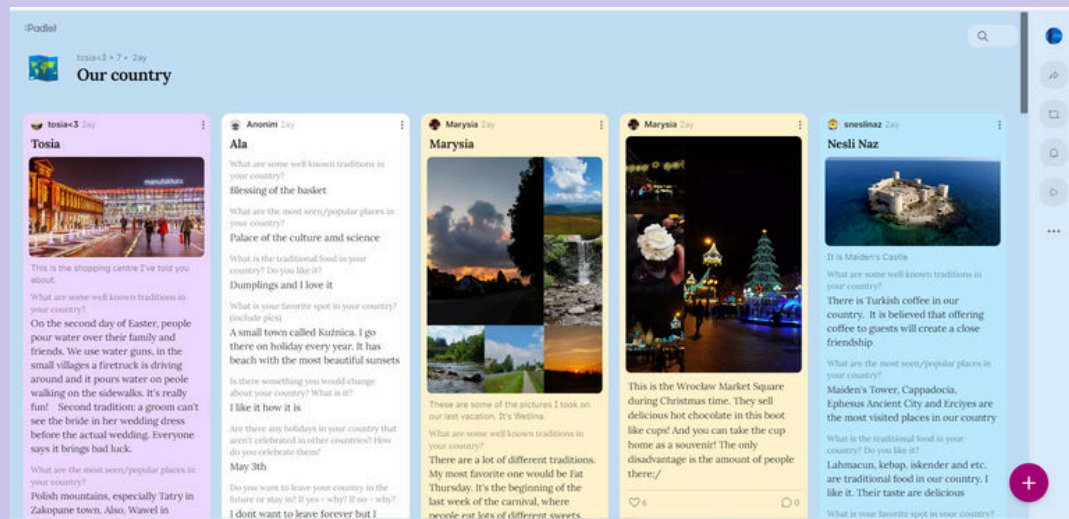 :Padlet
tosia<3 • 7 • 2ay
Our country
tosia<3 2ay
Tosia
manufaktura
This is the shopping centre I've told you
about.
What are some well known traditions in
your country?
On the second day of Easter, people
pour water over their family and
friends. We use water guns, in the
small villages a firetruck is driving
around and it pours water on peole
walking on the sidewalks. It's really
fun! Second tradition: a groom can't
see the bride in her wedding dress
before the actual wedding. Everyone
says it brings bad luck.
What are the most seen/popular places in
your country?
Polish mountains, especially Tatry in
Zakopane town. Also, Wawel in
Anonim 2ay
Ala
What are some well known traditions in
your country?
Blessing of the basket
What are the most seen/popular places in
your country?
Palace of the culture amd science
What is the traditional food in your
country? Do you like it?
Dumplings and I love it
What is your favorite spot in your country?
(include pics)
A small town called Kuźnica. I go
there on holiday every year. It has
beach with the most beautiful sunsets
Is there something you would change
about your country? What is it?
I like it how it is
Are there any holidays in your country that
aren't celebrated in other countries? How
do you celebrate them?
May 3th
Do you want to leave your country in the
future or stay in? If yes - why? If no - why?
I dont want to leave forever but I
Marysia 2ay
Marysia
These are some of the pictures I took on
our last vacation. It's Wetlina.
What are some well known traditions in
your country?
There are a lot of different traditions.
My most favorite one would be Fat
Thursday. It's the beginning of the
last week of the carnival, where
people eat lots of different sweets.
Marysia 2ay
This is the Wrocław Market Square
during Christmas time. They sell
delicious hot chocolate in this boot
like cups! And you can take the cup
home as a souvenir! The only
disadvantage is the amount of people
there:/
6
0
sneslinaz 2ay
Nesli Naz
It is Maiden's Castle
What are some well known traditions in
your country?
There is Turkish coffee in our
country. It is believed that offering
coffee to guests will create a close
friendship
What are the most seen/popular places in
your country?
Maiden's Tower, Cappadocia,
Ephesus Ancient City and Erciyes are
the most visited places in our country
What is the traditional food in your
country? Do you like it?
Lahmacun, kebap, iskender and etc.
are traditional food in our country. I
like it. Their taste are delicious
What is your favorite spot in your country?